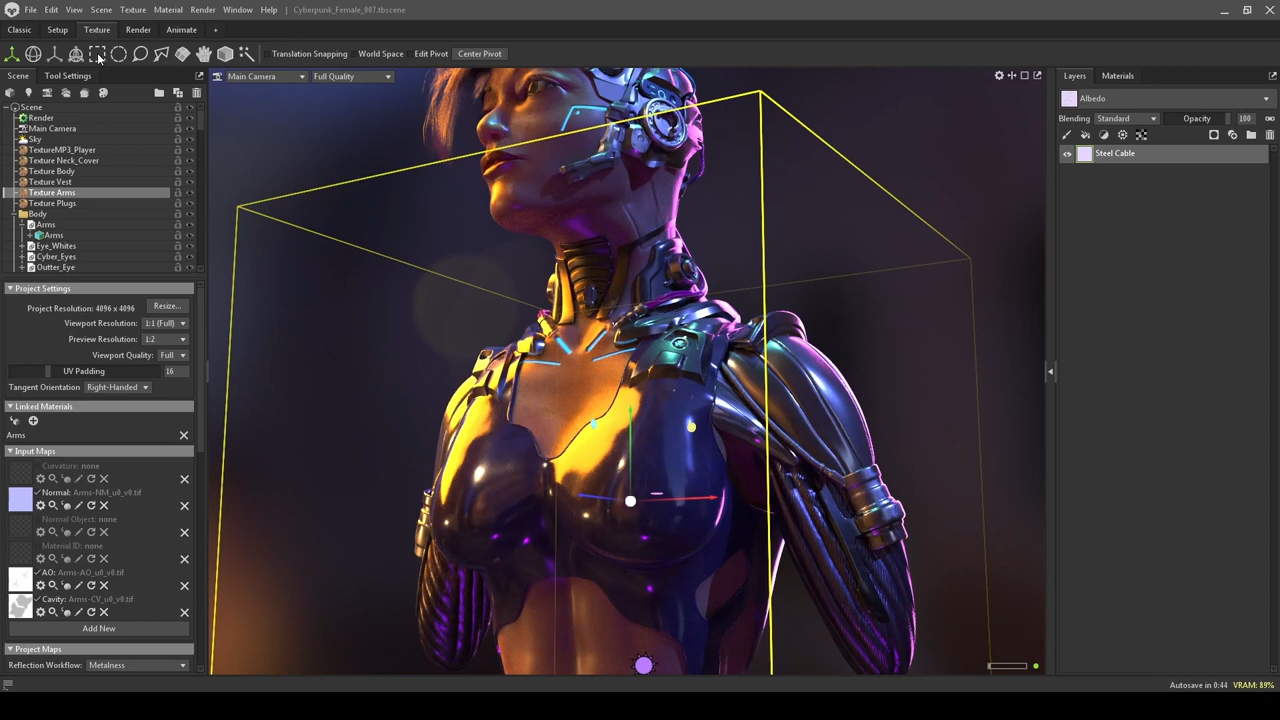 File Edit View Scene Texture Material Render Window Help | Cyberpunk_Female_007.tbscene
Classic Setup Texture Render Animate +
Translation Snapping World Space Edit Pivot Center Pivot
Scene Tool Settings
Main Camera Full Quality
Layers Materials
Scene
Render
Main Camera
Sky
TextureMP3_Player
Texture Neck_Cover
Texture Body
Texture Vest
Texture Arms
Texture Plugs
Body
Arms
Arms
Eye_Whites
Cyber_Eyes
Outter_Eye
Albedo
Blending Standard Opacity 100
Steel Cable
Project Settings
Project Resolution: 4096 x 4096 Resize...
Viewport Resolution: 1:1 (Full)
Preview Resolution: 1:2
Viewport Quality: Full
UV Padding 16
Tangent Orientation Right-Handed
Linked Materials
Arms
Input Maps
Curvature: none
Normal: Arms-NM_u0_v0.tif
Normal Object: none
Material ID: none
AO: Arms-AO_u0_v0.tif
Cavity: Arms-CV_u0_v0.tif
Add New
Project Maps
Reflection Workflow: Metalness
Autosave in 0:44 VRAM: 89%